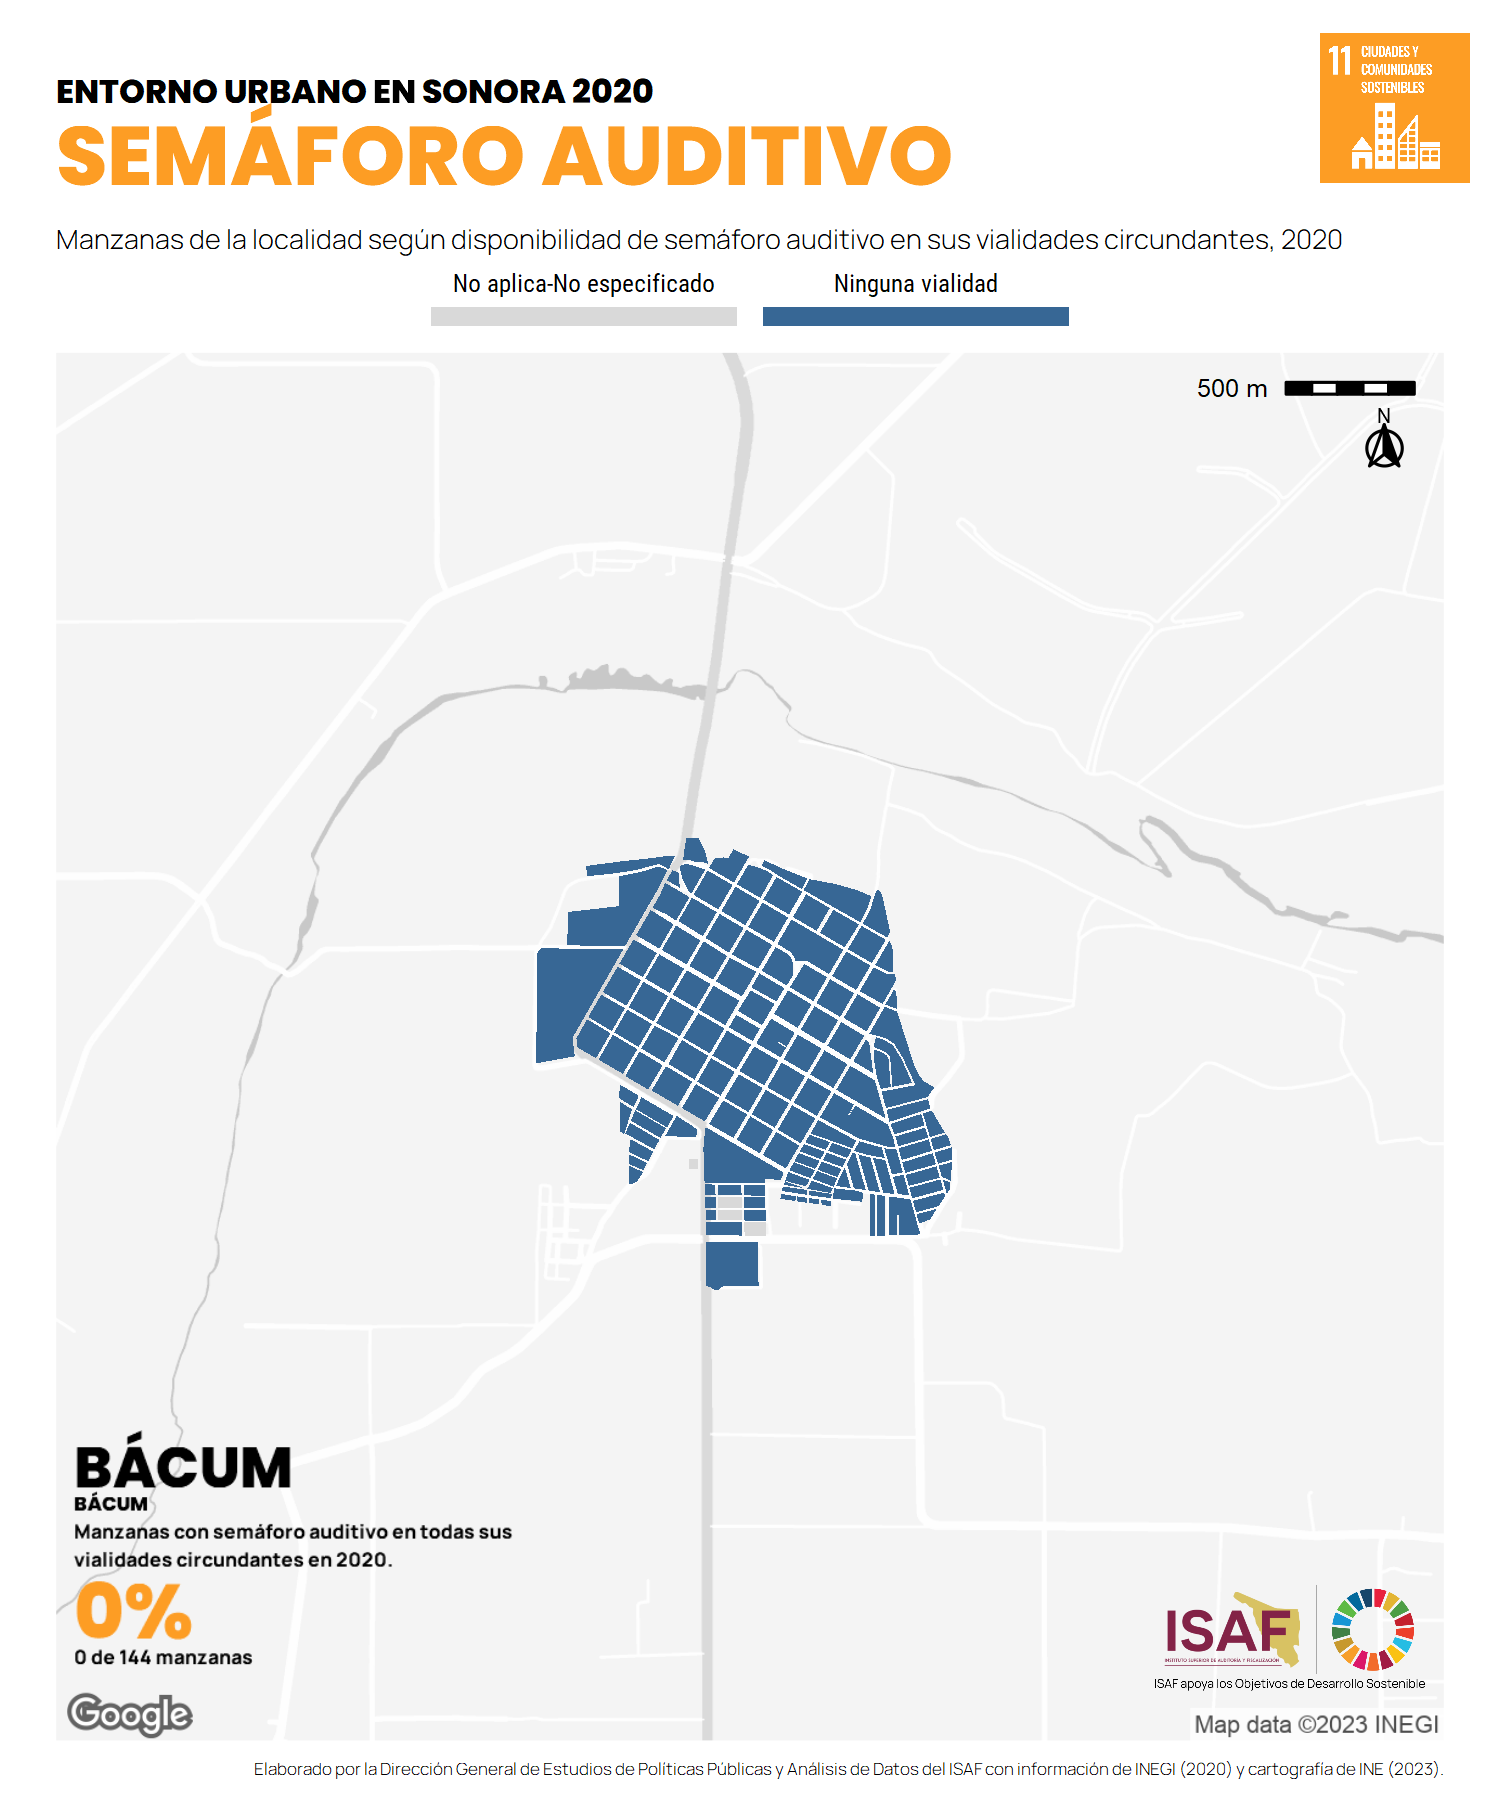 11 CIUDADES Y
COMUNIDADES
SOSTENIBLES
ENTORNO URBANO EN SONORA 2020
SEMÁFORO AUDITIVO
Manzanas de la localidad según disponibilidad de semáforo auditivo en sus vialidades circundantes, 2020
No aplica-No especificado
Ninguna vialidad
500 m
N
BÁCUM
BÁCUM
Manzanas con semáforo auditivo en todas sus
vialidades circundantes en 2020.
0%
0 de 144 manzanas
Google
ISAF
INSTITUTO SUPERIOR DE AUDITORÍA Y FISCALIZACIÓN
ISAF apoya los Objetivos de Desarrollo Sostenible
Map data ©2023 INEGI
Elaborado por la Dirección General de Estudios de Políticas Públicas y Análisis de Datos del ISAF con información de INEGI (2020) y cartografía de INE (2023).